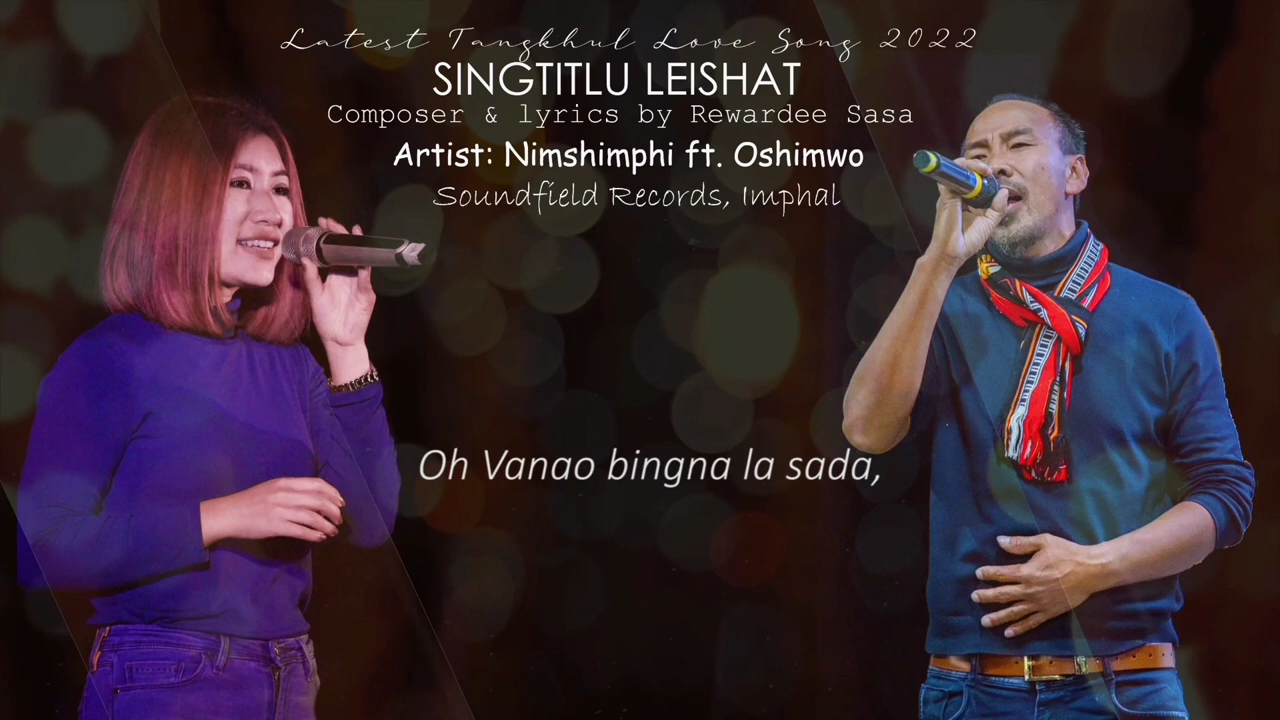 Latest Tangkhul Love Song 2022
SINGTITLU LEISHAT
Composer & lyrics by Rewardee Sasa
Artist: Nimshimphi ft. Oshimwo
Soundfield Records, Imphal
Oh Vanao bingna la sada,